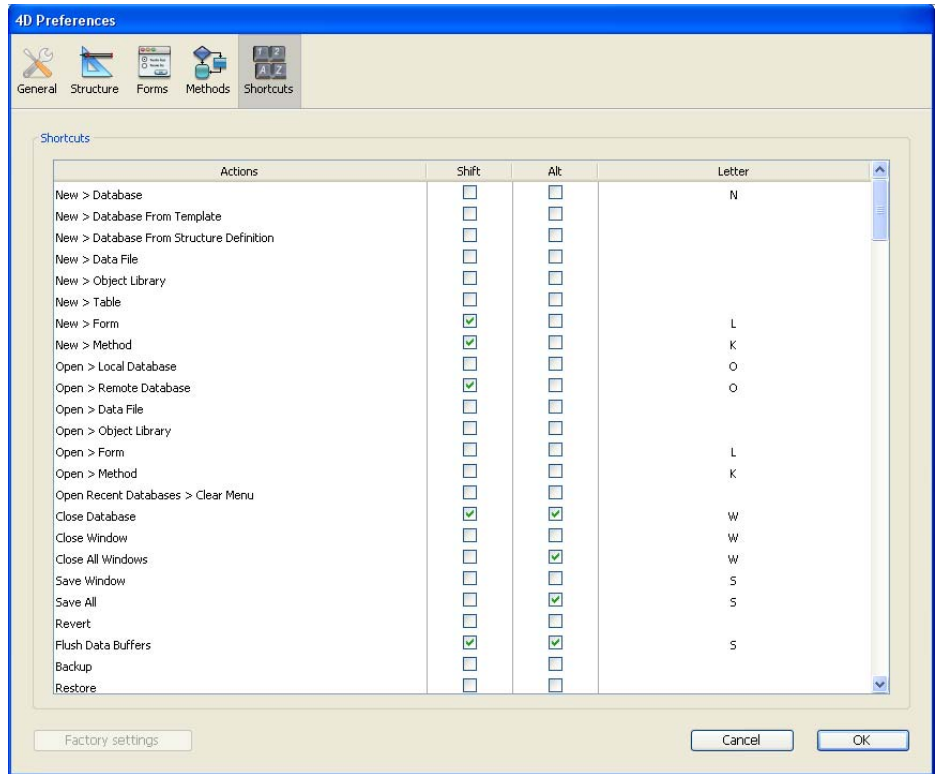 4D Preferences
General Structure Forms Methods Shortcuts
Shortcuts
Actions Shift Alt Letter
New > Database N
New > Database From Template
New > Database From Structure Definition
New > Data File
New > Object Library
New > Table
New > Form L
New > Method K
Open > Local Database O
Open > Remote Database O
Open > Data File
Open > Object Library
Open > Form L
Open > Method K
Open Recent Databases > Clear Menu
Close Database W
Close Window W
Close All Windows W
Save Window S
Save All S
Revert
Flush Data Buffers S
Backup
Restore
Factory settings Cancel OK